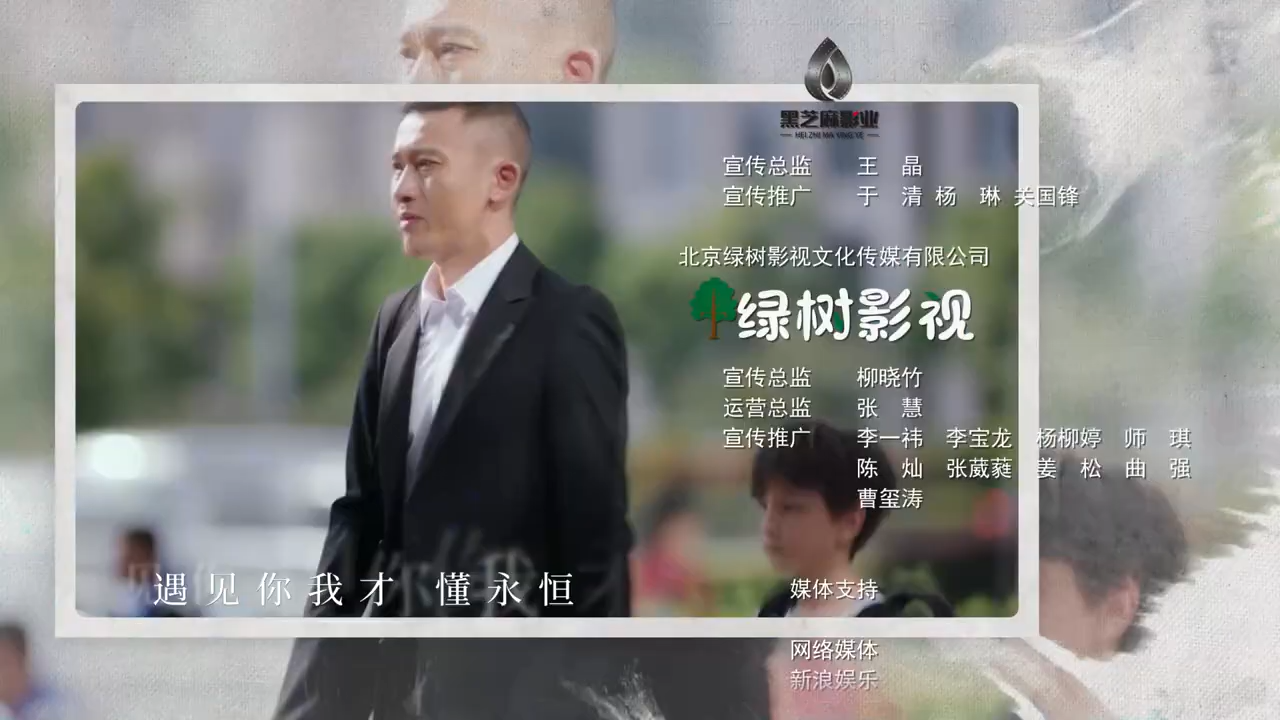 黑芝麻影业
HEI ZHI MA YING YE
宣传总监 王 晶
宣传推广 于 清 杨 琳 关国锋
北京绿树影视文化传媒有限公司
绿树影视
宣传总监 柳晓竹
运营总监 张 慧
宣传推广 李一祎 李宝龙 杨柳婷 师 琪
陈 灿 张葳蕤 姜 松 曲 强
曹玺涛
遇见你我才 懂永恒
媒体支持
网络媒体
新浪娱乐